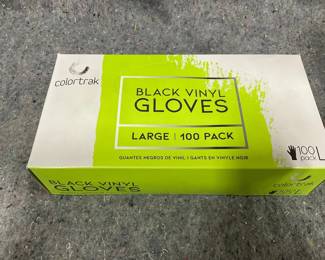 colortrak
BLACK VINYL
GLOVES
LARGE | 100 PACK
GUANTES NEGROS DE VINIL | GANTS EN VINYLE NOIR
100
pack
L
BLACK VINYL
GLOVES